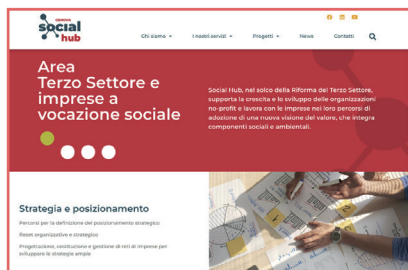 GENOVA
social
hub
Chi siamo
I nostri servizi
Progetti
News
Contatti
Area
Terzo Settore e
imprese a
vocazione sociale
Social Hub, nel solco della Riforma del Terzo Settore,
supporta la crescita e lo sviluppo delle organizzazioni
no-profit e lavora con le imprese nei loro percorsi di
adozione di una nuova visione del valore, che integra
componenti sociali e ambientali.
Strategia e posizionamento
Percorsi per la definizione del posizionamento strategico
Reset organizzativo e strategico
Progettazione, costituzione e gestione di reti di imprese per
sviluppare le strategie ampie